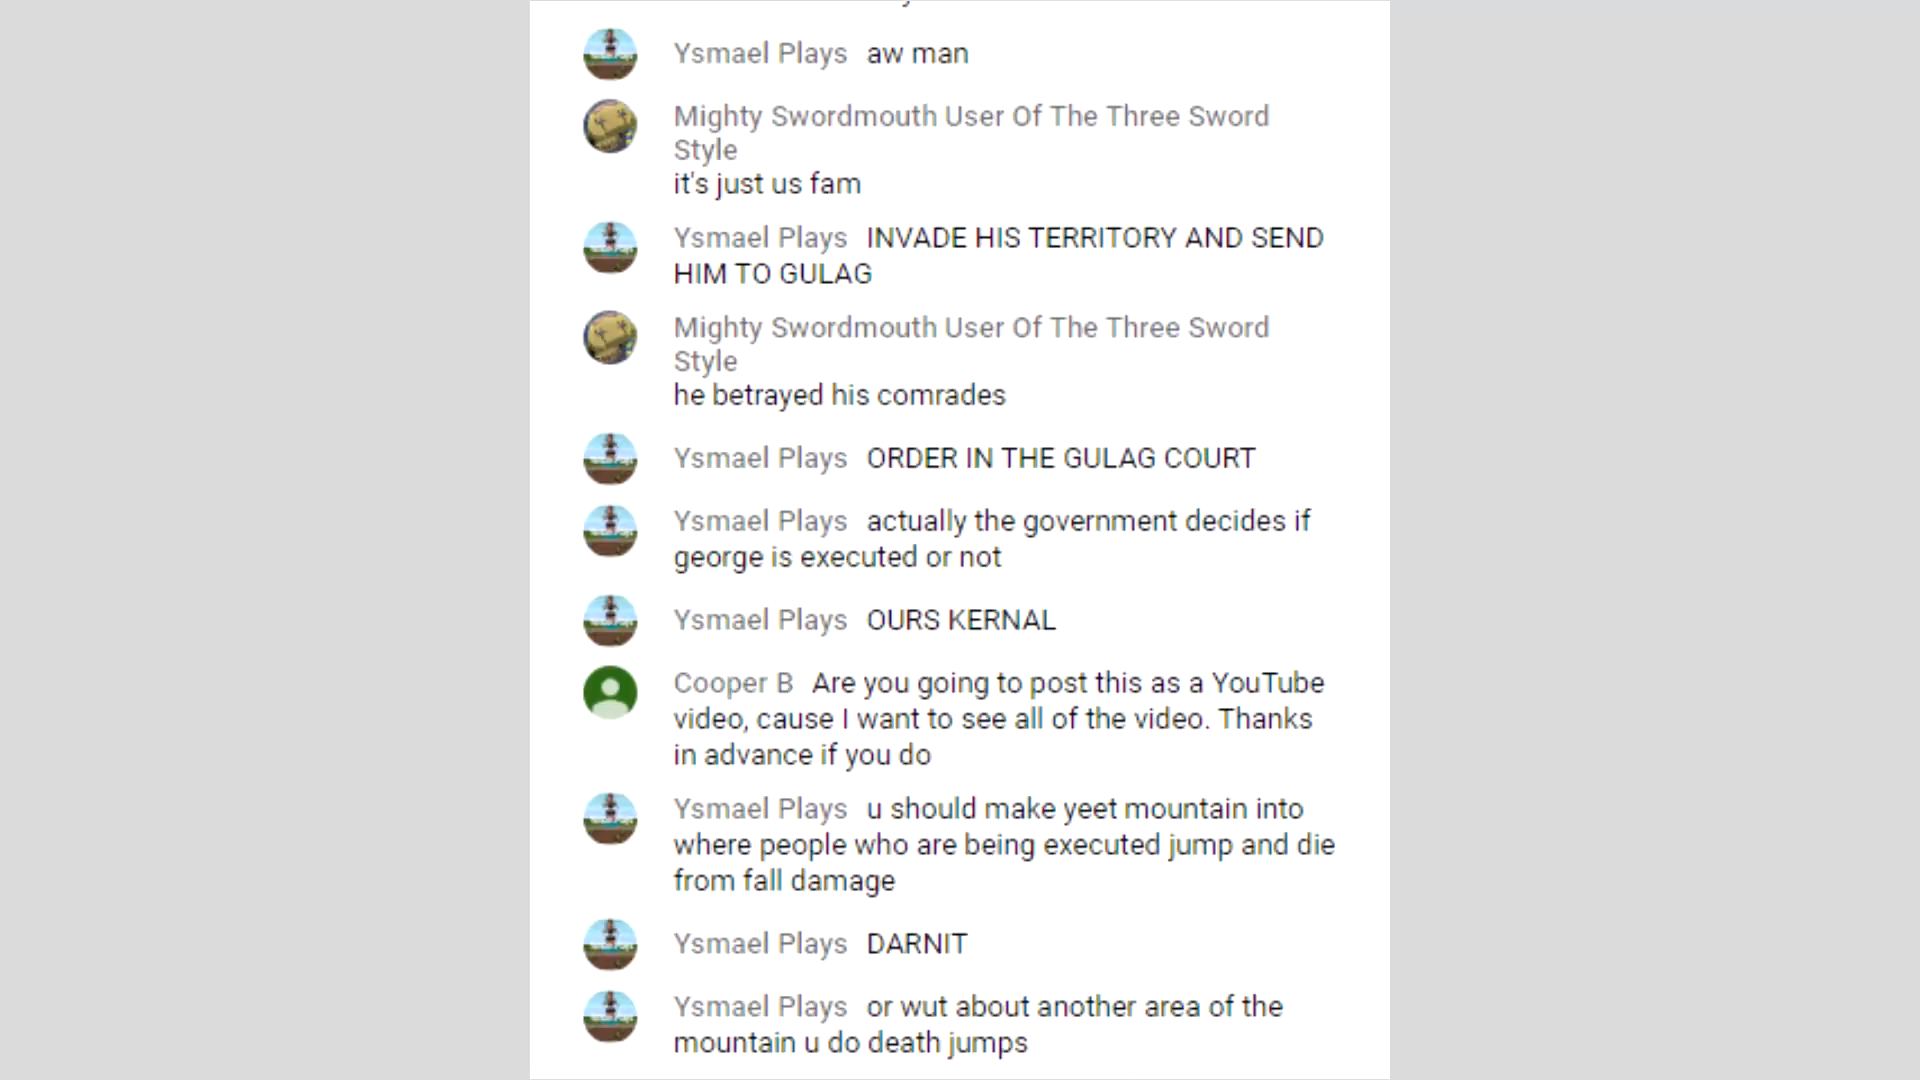 Ysmael Plays aw man
Mighty Swordmouth User Of The Three Sword
Style
it's just us fam
Ysmael Plays INVADE HIS TERRITORY AND SEND
HIM TO GULAG
Mighty Swordmouth User Of The Three Sword
Style
he betrayed his comrades
Ysmael Plays ORDER IN THE GULAG COURT
Ysmael Plays actually the government decides if
george is executed or not
Ysmael Plays OURS KERNAL
Cooper B Are you going to post this as a YouTube
video, cause I want to see all of the video. Thanks
in advance if you do
Ysmael Plays u should make yeet mountain into
where people who are being executed jump and die
from fall damage
Ysmael Plays DARNIT
Ysmael Plays or wut about another area of the
mountain u do death jumps